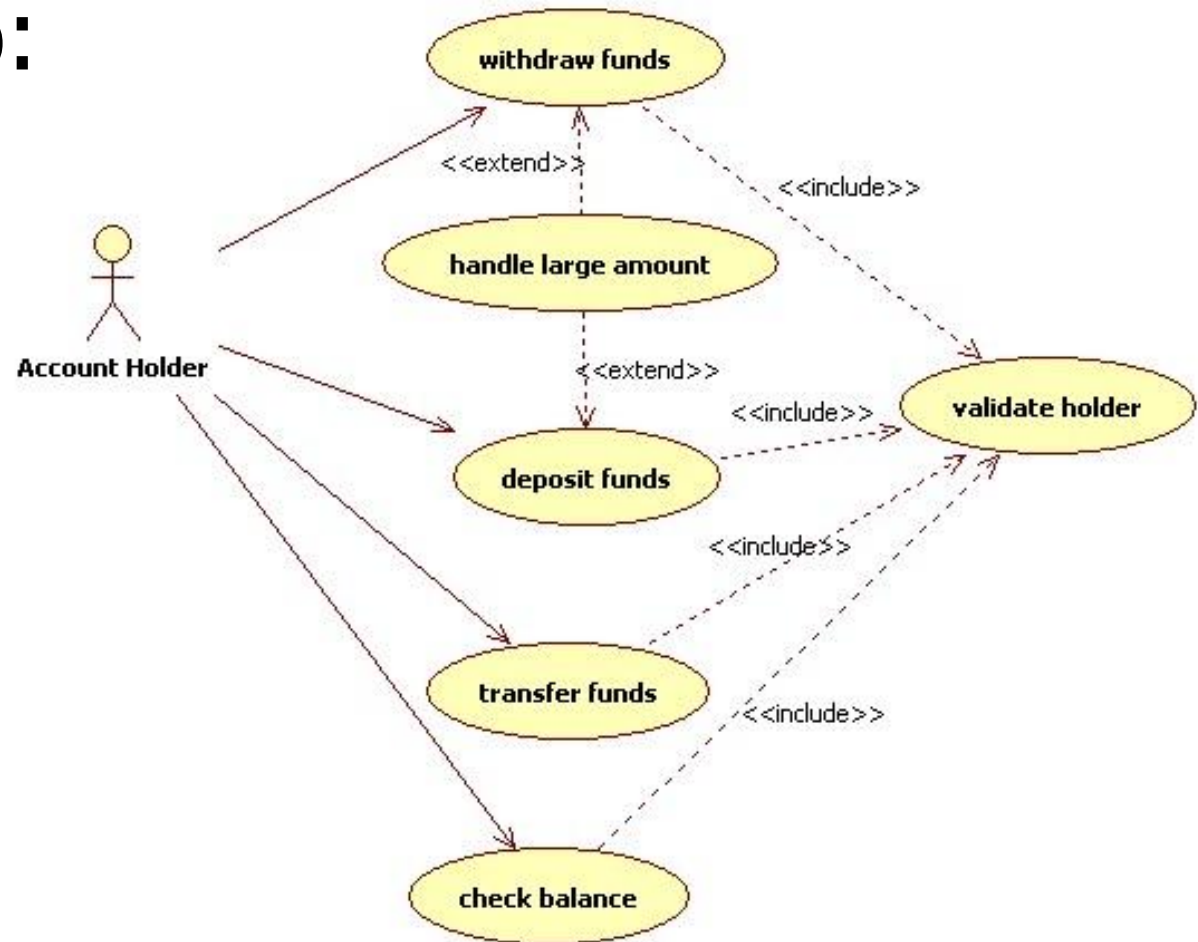 :
withdraw funds
<<extend>>
<<include>>
handle large amount
Account Holder
<<extend>>
validate holder
<<include>>
deposit funds
<<include>>
transfer funds
<<include>>
check balance